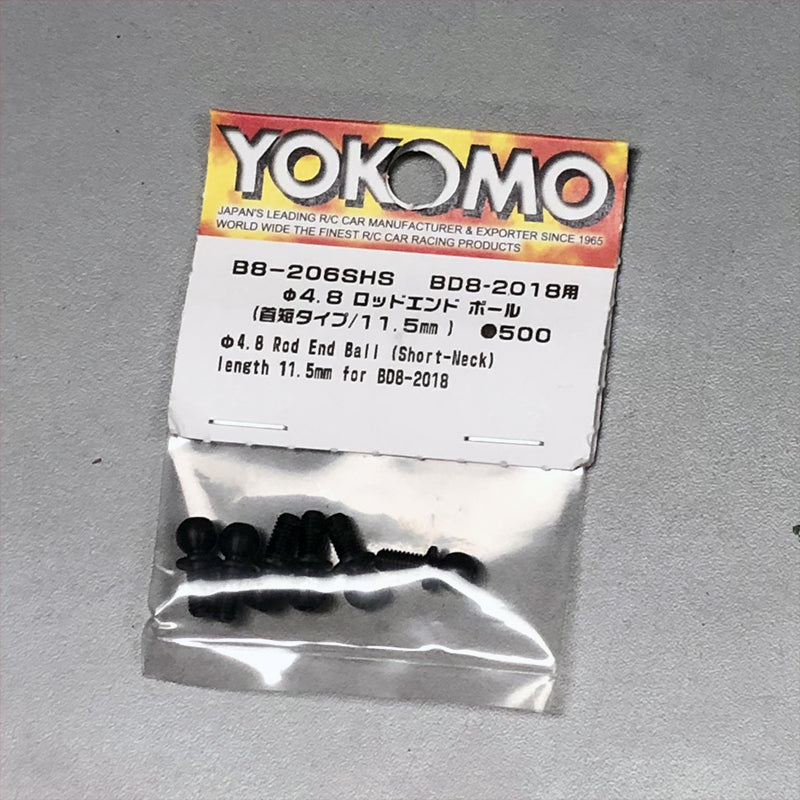 YOKOMO
JAPAN'S LEADING R/C CAR MANUFACTURER & EXPORTER SINCE 1965
WORLD WIDE THE FINEST R/C CAR RACING PRODUCTS
B8-206SHS BD8-2018用
φ4.8 ロッドエンド ボール
(首短タイプ/11.5mm ) ●500
φ4.8 Rod End Ball (Short-Neck)
length 11.5mm for BD8-2018